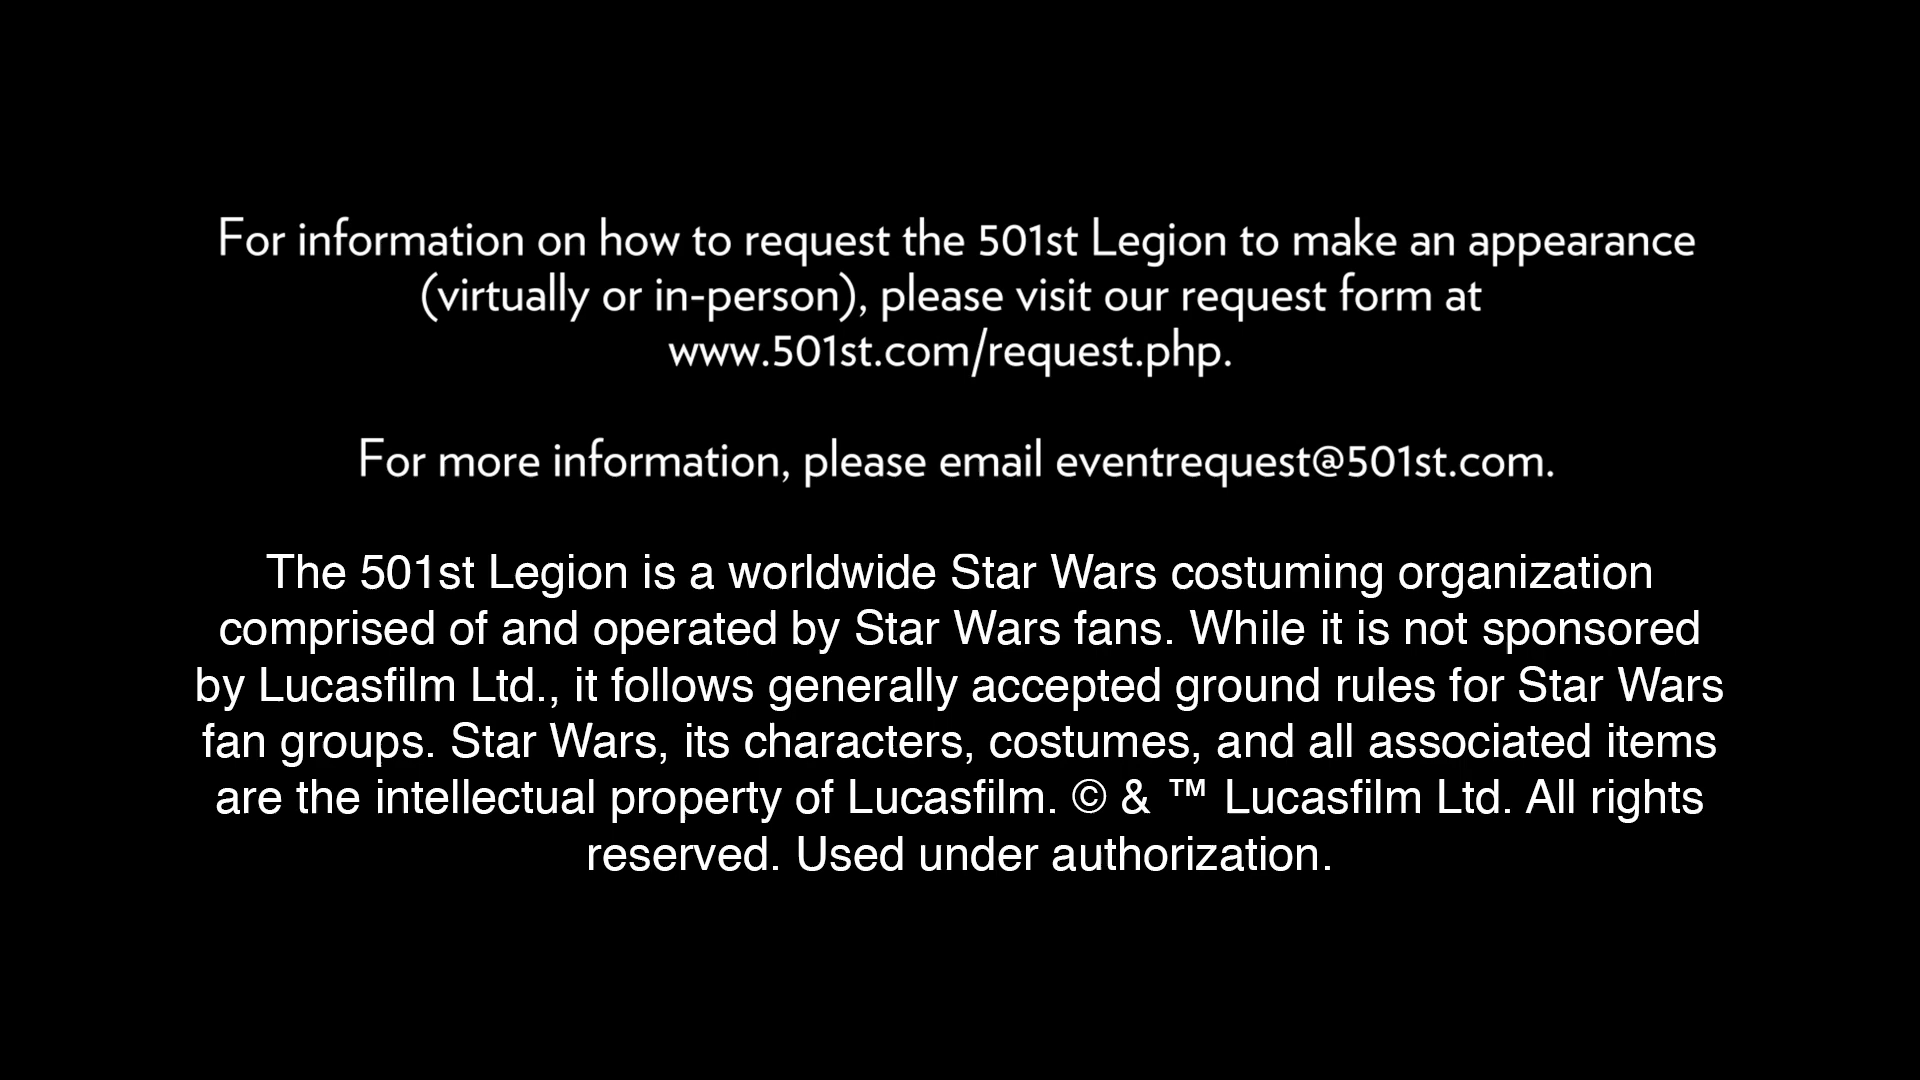 For information on how to request the 501st Legion to make an appearance
(virtually or in-person), please visit our request form at
www.501st.com/request.php.
For more information, please email eventrequest@501st.com.
The 501st Legion is a worldwide Star Wars costuming organization
comprised of and operated by Star Wars fans. While it is not sponsored
by Lucasfilm Ltd., it follows generally accepted ground rules for Star Wars
fan groups. Star Wars, its characters, costumes, and all associated items
are the intellectual property of Lucasfilm. © & ™ Lucasfilm Ltd. All rights
reserved. Used under authorization.